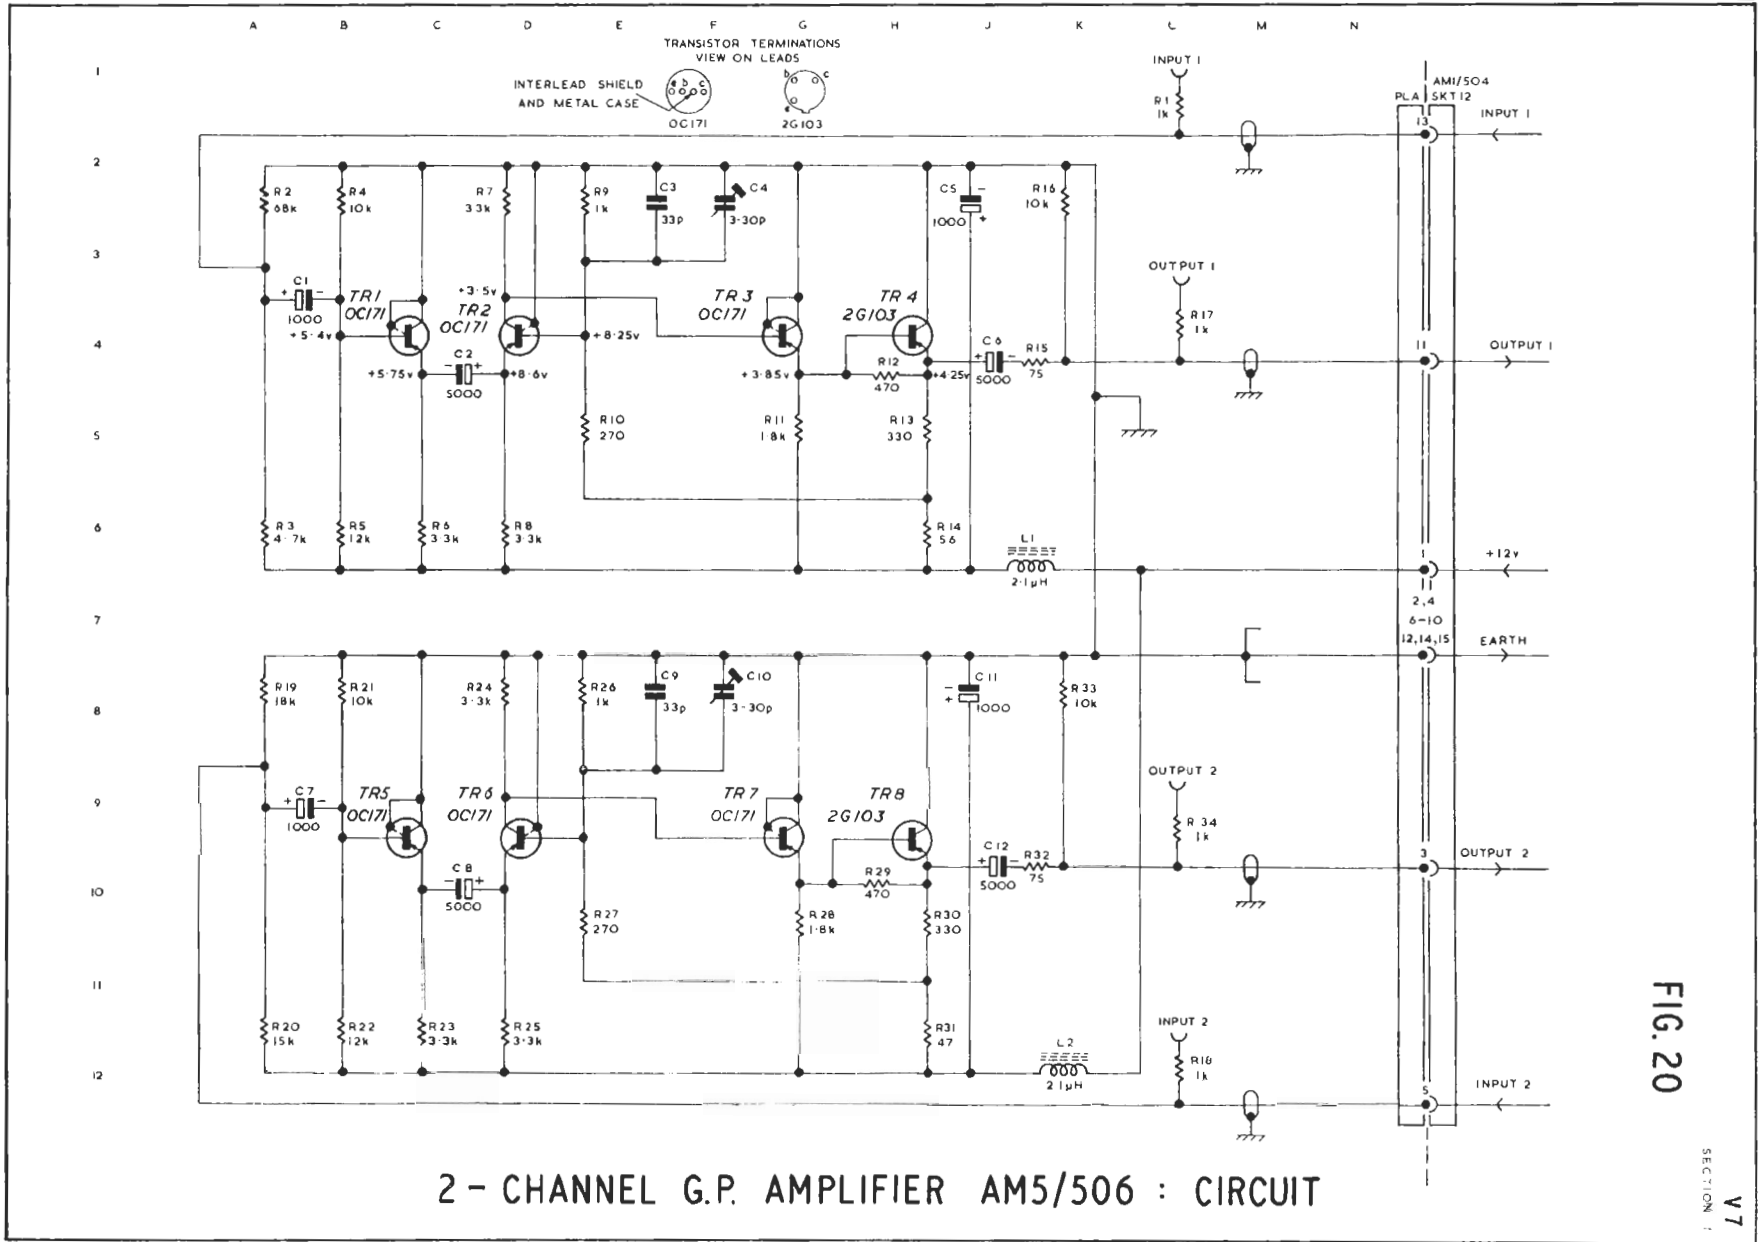 A B C D E F G H J K L M N
TRANSISTOR TERMINATIONS
VIEW ON LEADS
INTERLEAD SHIELD
AND METAL CASE
e b c
OC171
b c
e
2G103
INPUT 1
R1
1k
AM1/504
PLA SKT12
13
INPUT 1
1
2
3
4
5
6
7
8
9
10
11
12
R2
68k
R4
10k
R7
33k
R9
1k
C3
33p
C4
3-30p
C5
1000
- +
R16
10k
OUTPUT 1
R17
1k
+ C1 -
1000
TR1
OC171
+3·5v
TR2
OC171
+5·4v
+8·25v
TR3
OC171
TR4
2G103
+5·75v
C2
- +
5000
+8·6v
+3·85v
R12
470
+4·25v
C6
+ -
5000
R15
75
11
OUTPUT 1
R10
270
R11
1·8k
R13
330
R3
4·7k
R5
12k
R6
3·3k
R8
3·3k
R14
56
L1
2·1µH
1
+12v
2,4
6-10
12,14,15
EARTH
R19
18k
R21
10k
R24
3·3k
R26
1k
C9
33p
C10
3-30p
C11
1000
- +
R33
10k
OUTPUT 2
R34
1k
+ C7 -
1000
TR5
OC171
TR6
OC171
TR7
OC171
TR8
2G103
C8
- +
5000
R29
470
C12
+ -
5000
R32
75
3
OUTPUT 2
R27
270
R28
1·8k
R30
330
R20
15k
R22
12k
R23
3·3k
R25
3·3k
R31
47
L2
2·1µH
INPUT 2
R18
1k
5
INPUT 2
2-CHANNEL G.P. AMPLIFIER AM5/506 : CIRCUIT
FIG. 20
V7
SECTION